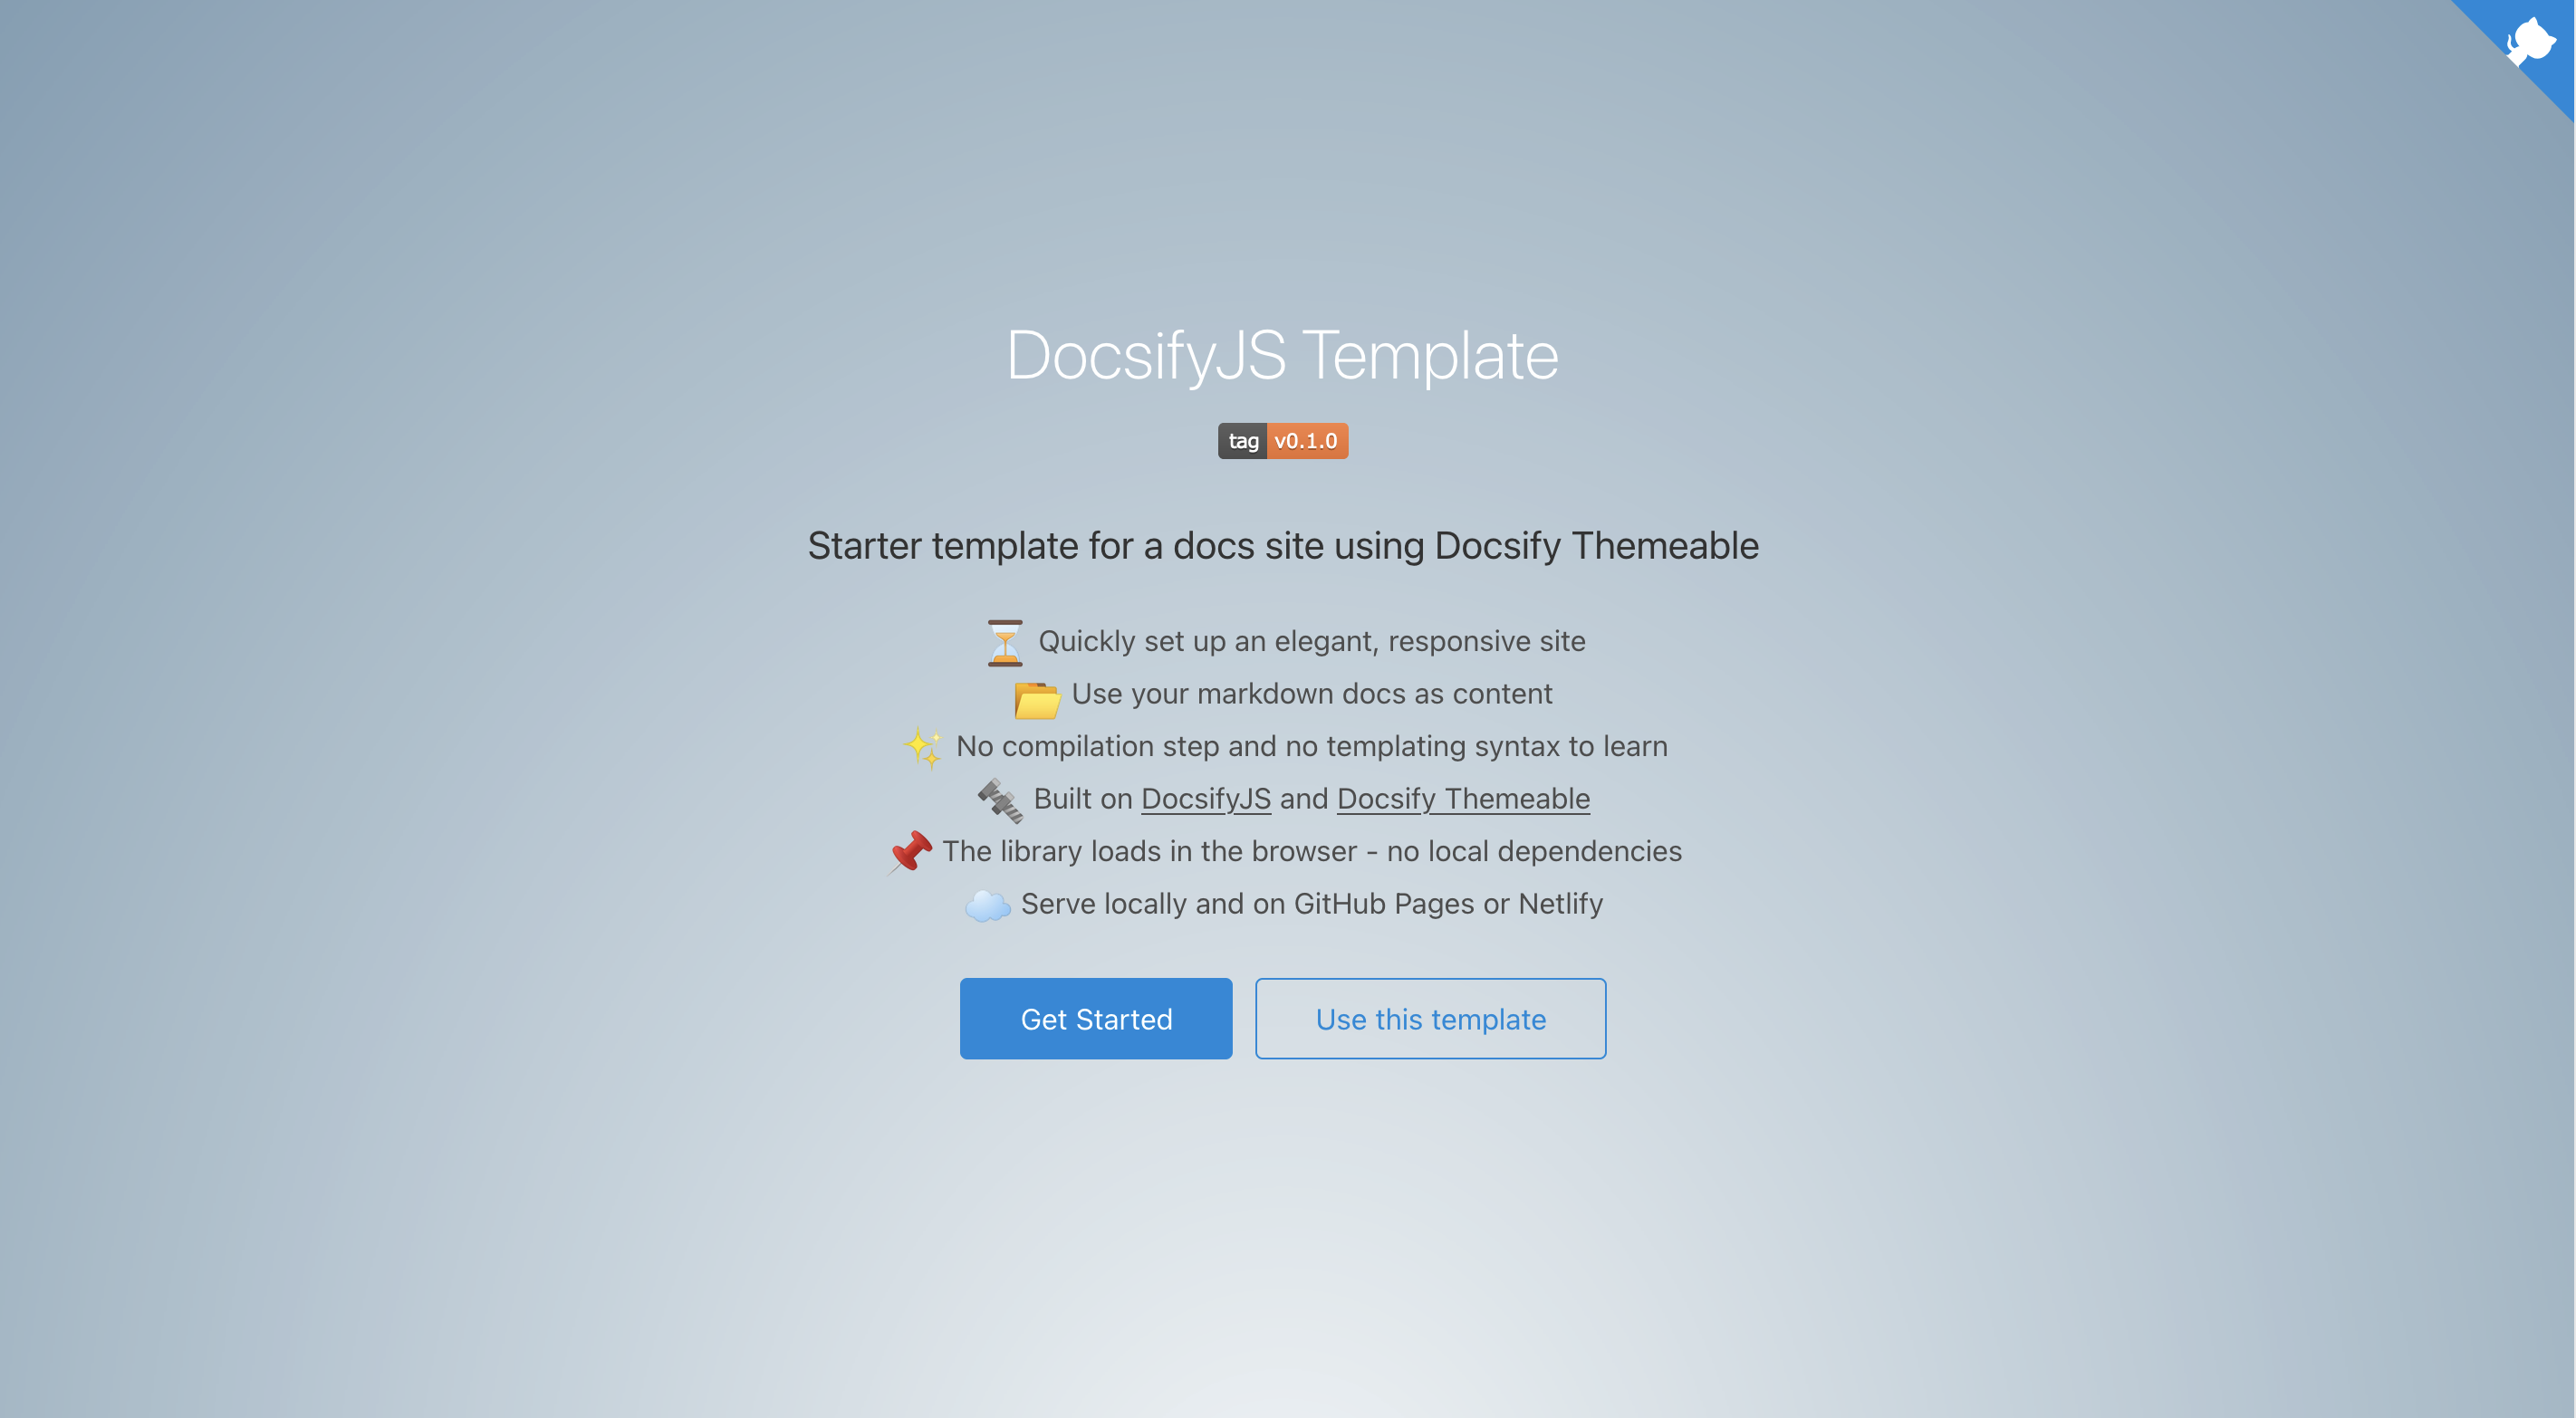 DocsifyJS Template
tag v0.1.0
Starter template for a docs site using Docsify Themeable
Quickly set up an elegant, responsive site
Use your markdown docs as content
No compilation step and no templating syntax to learn
Built on DocsifyJS and Docsify Themeable
The library loads in the browser - no local dependencies
Serve locally and on GitHub Pages or Netlify
Get Started Use this template